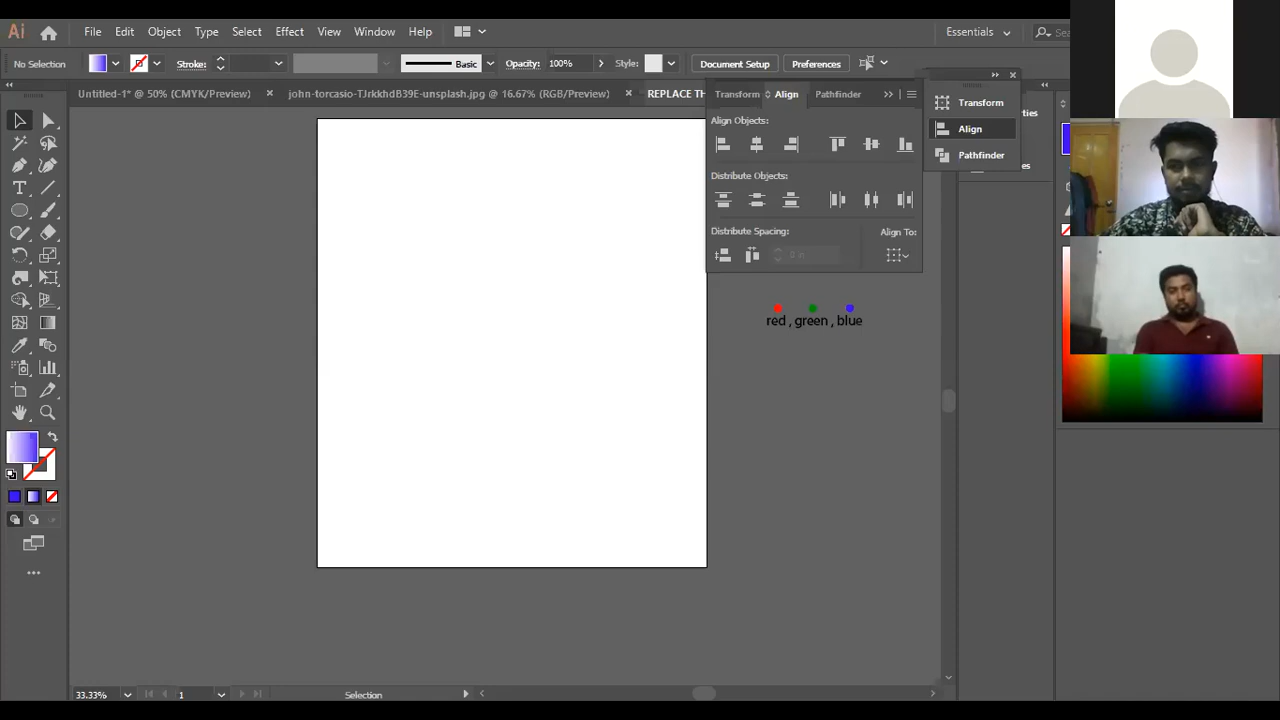 Ai File Edit Object Type Select Effect View Window Help Essentials
No Selection Stroke: Basic Opacity: 100% Style: Document Setup Preferences
Untitled-1* @ 50% (CMYK/Preview) × john-torcasio-TJrkkhdB39E-unsplash.jpg @ 16.67% (RGB/Preview) × REPLACE TH
Transform Align Pathfinder
Transform
Align
Pathfinder
Align Objects:
Distribute Objects:
Distribute Spacing: Align To:
0 in
red , green , blue
33.33% 1 Selection